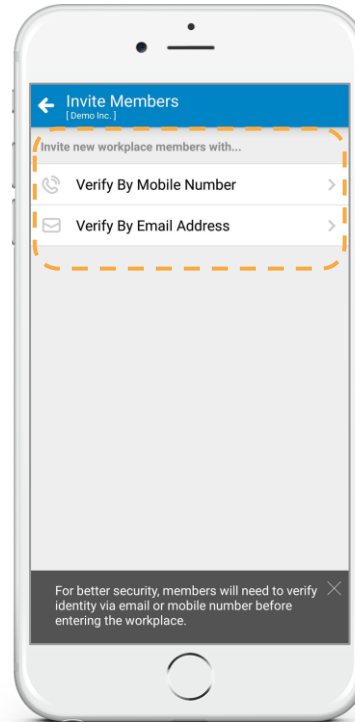 Invite Members
[ Demo Inc. ]
Invite new workplace members with...
Verify By Mobile Number
Verify By Email Address
For better security, members will need to verify
identity via email or mobile number before
entering the workplace.